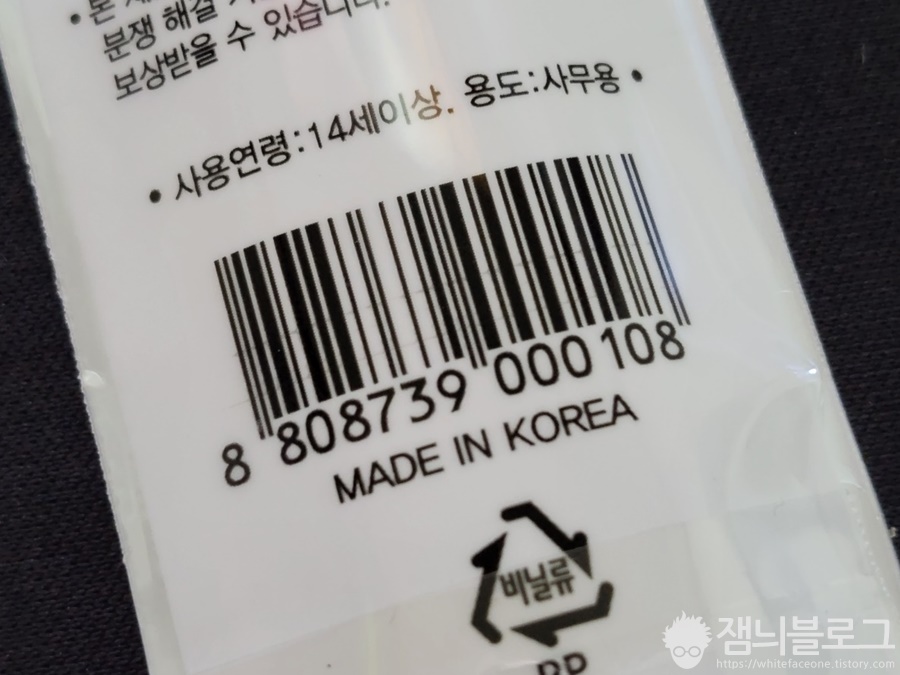 분쟁 해결
보상받을 수 있습니다.
• 사용연령:14세이상. 용도:사무용 •
8 808739 000108
MADE IN KOREA
비닐류
PP
잼늬블로그
https://whitefaceone.tistory.com